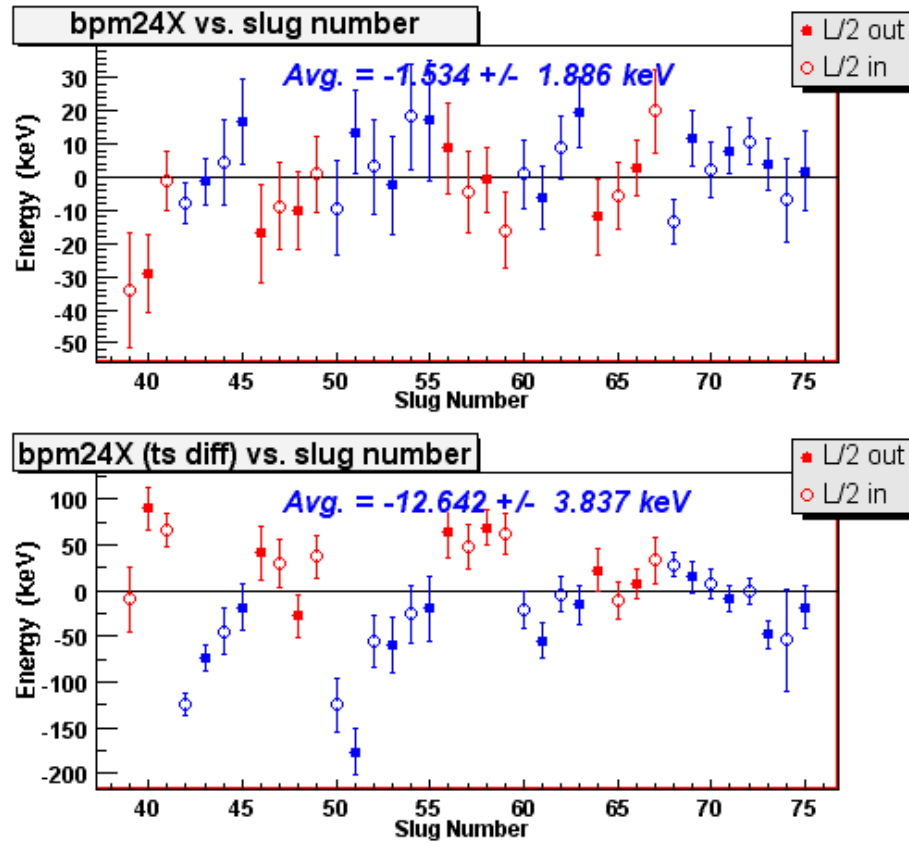 bpm24X vs. slug number
L/2 out
L/2 in
Avg. = -1.534 +/- 1.886 keV
Energy (keV)
30
20
10
0
-10
-20
-30
-40
-50
40 45 50 55 60 65 70 75
Slug Number
bpm24X (ts diff) vs. slug number
L/2 out
L/2 in
Avg. = -12.642 +/- 3.837 keV
Energy (keV)
100
50
0
-50
-100
-150
-200
40 45 50 55 60 65 70 75
Slug Number